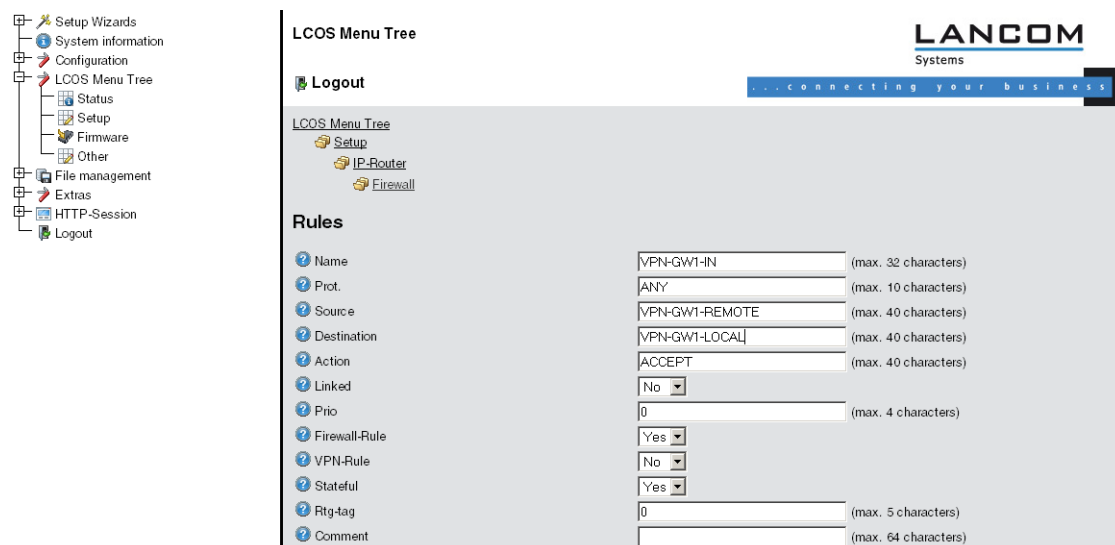 Setup Wizards
System information
Configuration
LCOS Menu Tree
Status
Setup
Firmware
Other
File management
Extras
HTTP-Session
Logout
LCOS Menu Tree
LANCOM
Systems
Logout
...connecting your business
LCOS Menu Tree
Setup
IP-Router
Firewall
Rules
Name VPN-GW1-IN (max. 32 characters)
Prot. ANY (max. 10 characters)
Source VPN-GW1-REMOTE (max. 40 characters)
Destination VPN-GW1-LOCAL (max. 40 characters)
Action ACCEPT (max. 40 characters)
Linked No
Prio 0 (max. 4 characters)
Firewall-Rule Yes
VPN-Rule No
Stateful Yes
Rtg-tag 0 (max. 5 characters)
Comment (max. 64 characters)